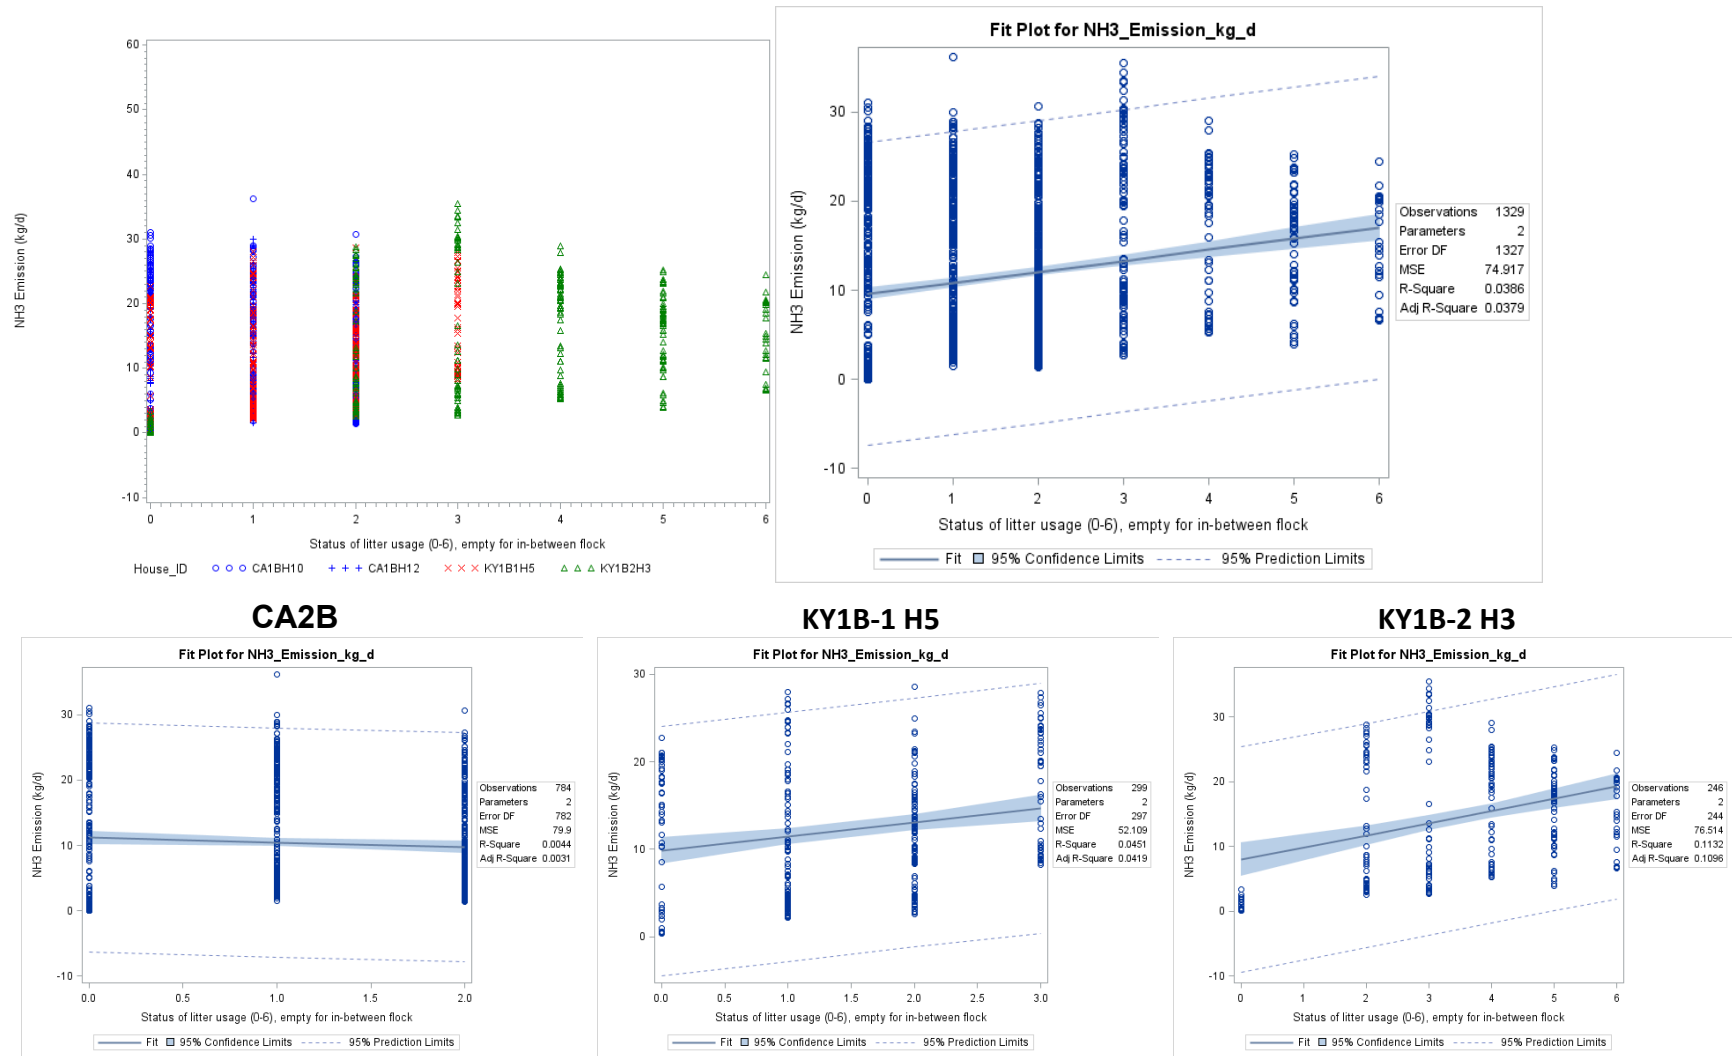 60
50
40
30
20
10
0
-10
NH3 Emission (kg/d)
0 1 2 3 4 5 6
Status of litter usage (0-6), empty for in-between flock
House_ID CA1BH10 CA1BH12 KY1B1H5 KY1B2H3
Fit Plot for NH3_Emission_kg_d
30
20
10
0
-10
NH3 Emission (kg/d)
0 1 2 3 4 5 6
Status of litter usage (0-6), empty for in-between flock
Observations 1329
Parameters 2
Error DF 1327
MSE 74.917
R-Square 0.0386
Adj R-Square 0.0379
Fit 95% Confidence Limits 95% Prediction Limits
CA2B
Fit Plot for NH3_Emission_kg_d
30
20
10
0
-10
NH3 Emission (kg/d)
0.0 0.5 1.0 1.5 2.0
Status of litter usage (0-6), empty for in-between flock
Observations 784
Parameters 2
Error DF 782
MSE 79.9
R-Square 0.0044
Adj R-Square 0.0031
Fit 95% Confidence Limits 95% Prediction Limits
KY1B-1 H5
Fit Plot for NH3_Emission_kg_d
30
20
10
0
NH3 Emission (kg/d)
0.0 0.5 1.0 1.5 2.0 2.5 3.0
Status of litter usage (0-6), empty for in-between flock
Observations 299
Parameters 2
Error DF 297
MSE 52.109
R-Square 0.0451
Adj R-Square 0.0419
Fit 95% Confidence Limits 95% Prediction Limits
KY1B-2 H3
Fit Plot for NH3_Emission_kg_d
30
20
10
0
-10
NH3 Emission (kg/d)
0 1 2 3 4 5 6
Status of litter usage (0-6), empty for in-between flock
Observations 246
Parameters 2
Error DF 244
MSE 76.514
R-Square 0.1132
Adj R-Square 0.1096
Fit 95% Confidence Limits 95% Prediction Limits